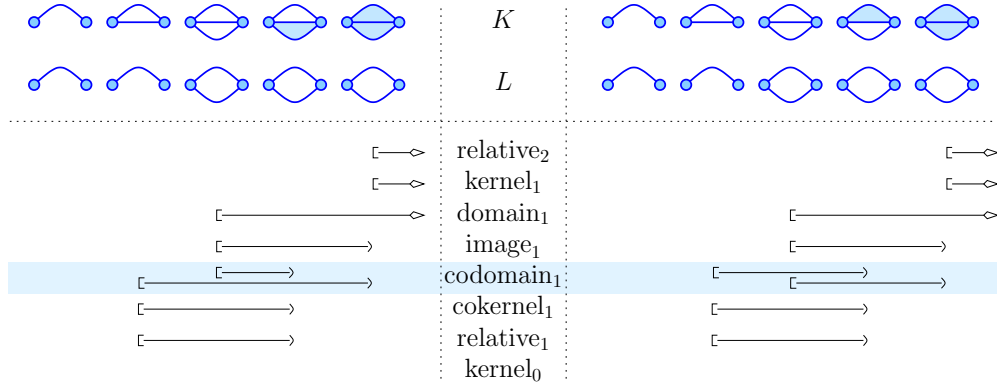 K
L
relative₂
kernel₁
domain₁
image₁
codomain₁
cokernel₁
relative₁
kernel₀